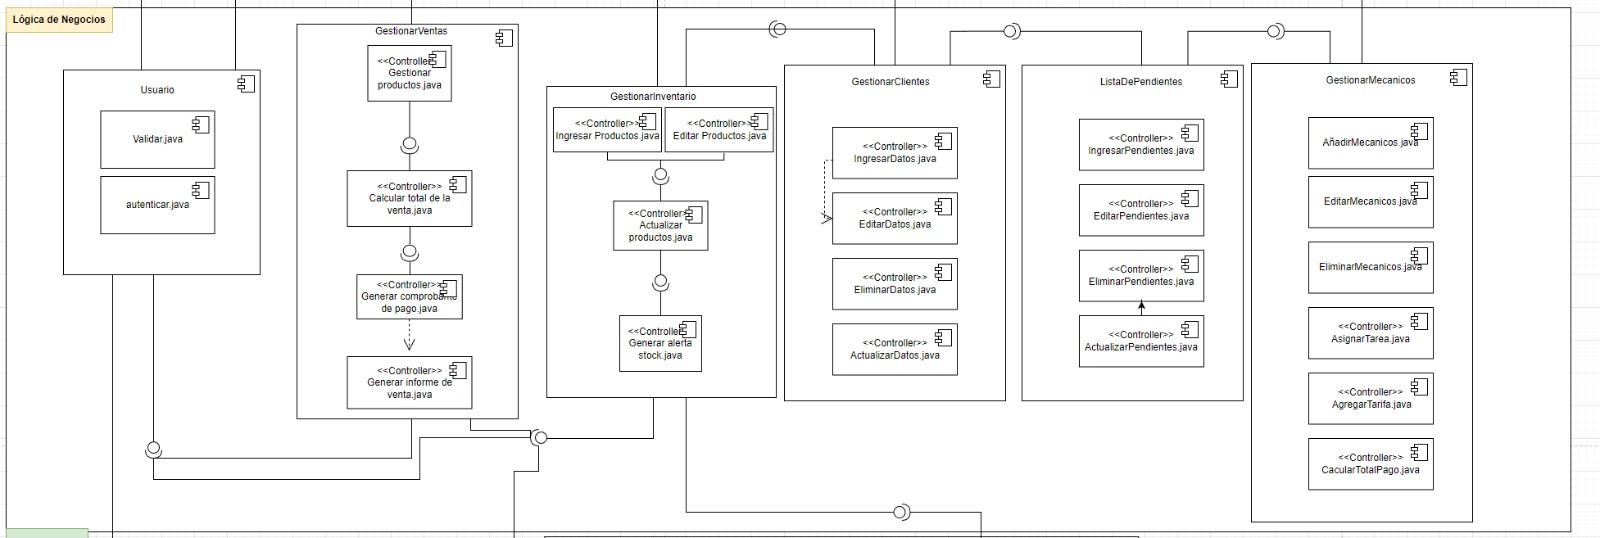 Lógica de Negocios
Usuario
Validar.java
autenticar.java
GestionarVentas
<<Controller>>
Gestionar
productos.java
<<Controller>>
Calcular total de la
venta.java
<<Controller>>
Generar comprobante
de pago.java
<<Controller>>
Generar informe de
venta.java
GestionarInventario
<<Controller>>
Ingresar Productos.java
<<Controller>>
Editar Productos.java
<<Controller>>
Actualizar
productos.java
<<Controller>>
Generar alerta
stock.java
GestionarClientes
<<Controller>>
IngresarDatos.java
<<Controller>>
EditarDatos.java
<<Controller>>
EliminarDatos.java
<<Controller>>
ActualizarDatos.java
ListaDePendientes
<<Controller>>
IngresarPendientes.java
<<Controller>>
EditarPendientes.java
<<Controller>>
EliminarPendientes.java
<<Controller>>
ActualizarPendientes.java
GestionarMecanicos
AñadirMecanicos.java
EditarMecanicos.java
EliminarMecanicos.java
<<Controller>>
AsignarTarea.java
<<Controller>>
AgregarTarifa.java
<<Controller>>
CacularTotalPago.java